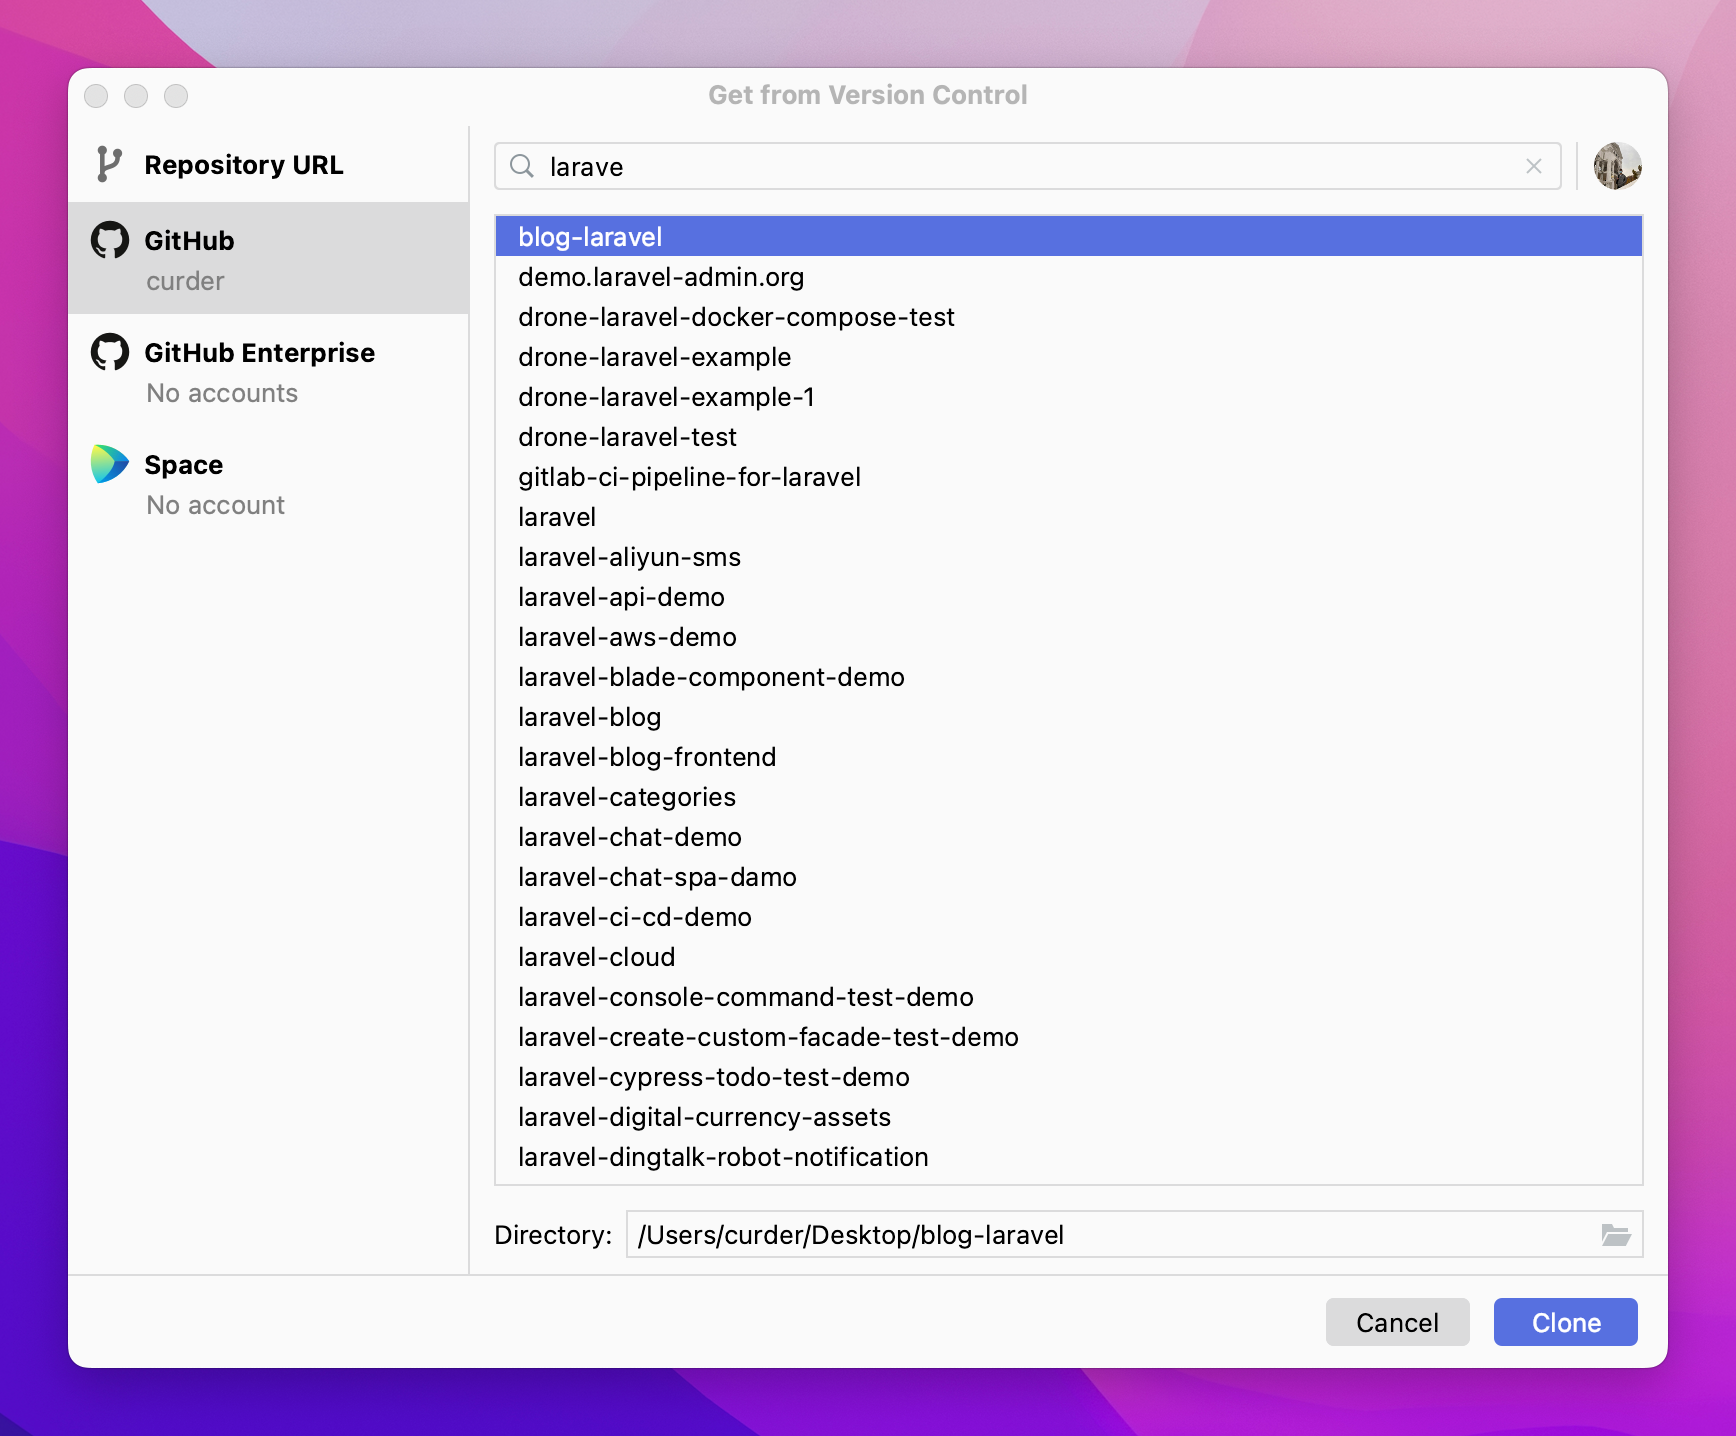 Get from Version Control
Repository URL
GitHub
curder
GitHub Enterprise
No accounts
Space
No account
larave
blog-laravel
demo.laravel-admin.org
drone-laravel-docker-compose-test
drone-laravel-example
drone-laravel-example-1
drone-laravel-test
gitlab-ci-pipeline-for-laravel
laravel
laravel-aliyun-sms
laravel-api-demo
laravel-aws-demo
laravel-blade-component-demo
laravel-blog
laravel-blog-frontend
laravel-categories
laravel-chat-demo
laravel-chat-spa-damo
laravel-ci-cd-demo
laravel-cloud
laravel-console-command-test-demo
laravel-create-custom-facade-test-demo
laravel-cypress-todo-test-demo
laravel-digital-currency-assets
laravel-dingtalk-robot-notification
Directory: /Users/curder/Desktop/blog-laravel
Cancel Clone